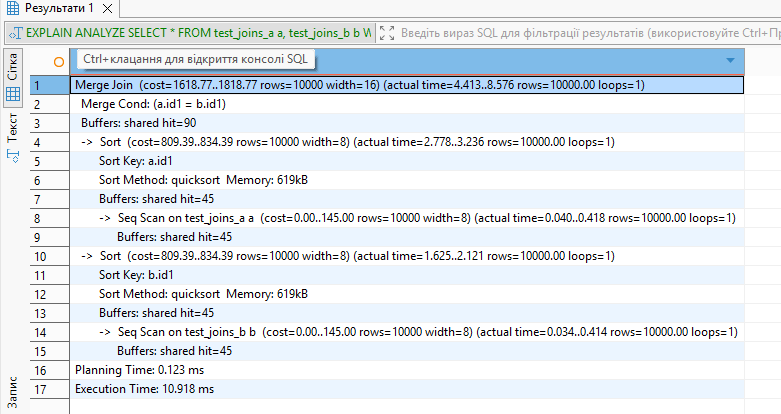 Результати 1
EXPLAIN ANALYZE SELECT * FROM test_joins_a a, test_joins_b b W
Введіть вираз SQL для фільтрації результатів (використовуйте Ctrl+П
Ctrl+клацання для відкриття консолі SQL
Сітка
Текст
Запис
1 Merge Join (cost=1618.77..1818.77 rows=10000 width=16) (actual time=4.413..8.576 rows=10000.00 loops=1)
2 Merge Cond: (a.id1 = b.id1)
3 Buffers: shared hit=90
4 -> Sort (cost=809.39..834.39 rows=10000 width=8) (actual time=2.778..3.236 rows=10000.00 loops=1)
5 Sort Key: a.id1
6 Sort Method: quicksort Memory: 619kB
7 Buffers: shared hit=45
8 -> Seq Scan on test_joins_a a (cost=0.00..145.00 rows=10000 width=8) (actual time=0.040..0.418 rows=10000.00 loops=1)
9 Buffers: shared hit=45
10 -> Sort (cost=809.39..834.39 rows=10000 width=8) (actual time=1.625..2.121 rows=10000.00 loops=1)
11 Sort Key: b.id1
12 Sort Method: quicksort Memory: 619kB
13 Buffers: shared hit=45
14 -> Seq Scan on test_joins_b b (cost=0.00..145.00 rows=10000 width=8) (actual time=0.034..0.414 rows=10000.00 loops=1)
15 Buffers: shared hit=45
16 Planning Time: 0.123 ms
17 Execution Time: 10.918 ms